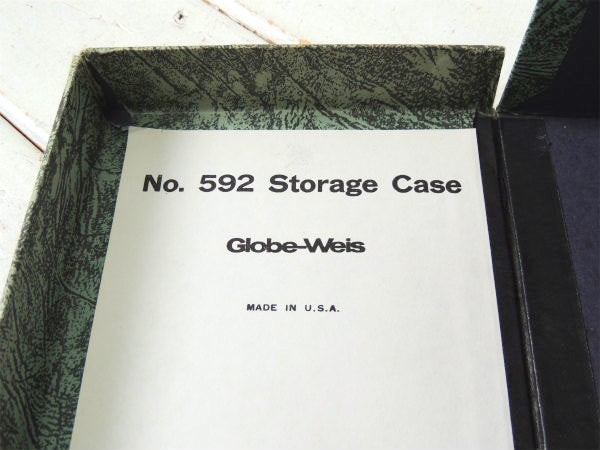 No. 592 Storage Case
Globe-Weis
MADE IN U.S.A.